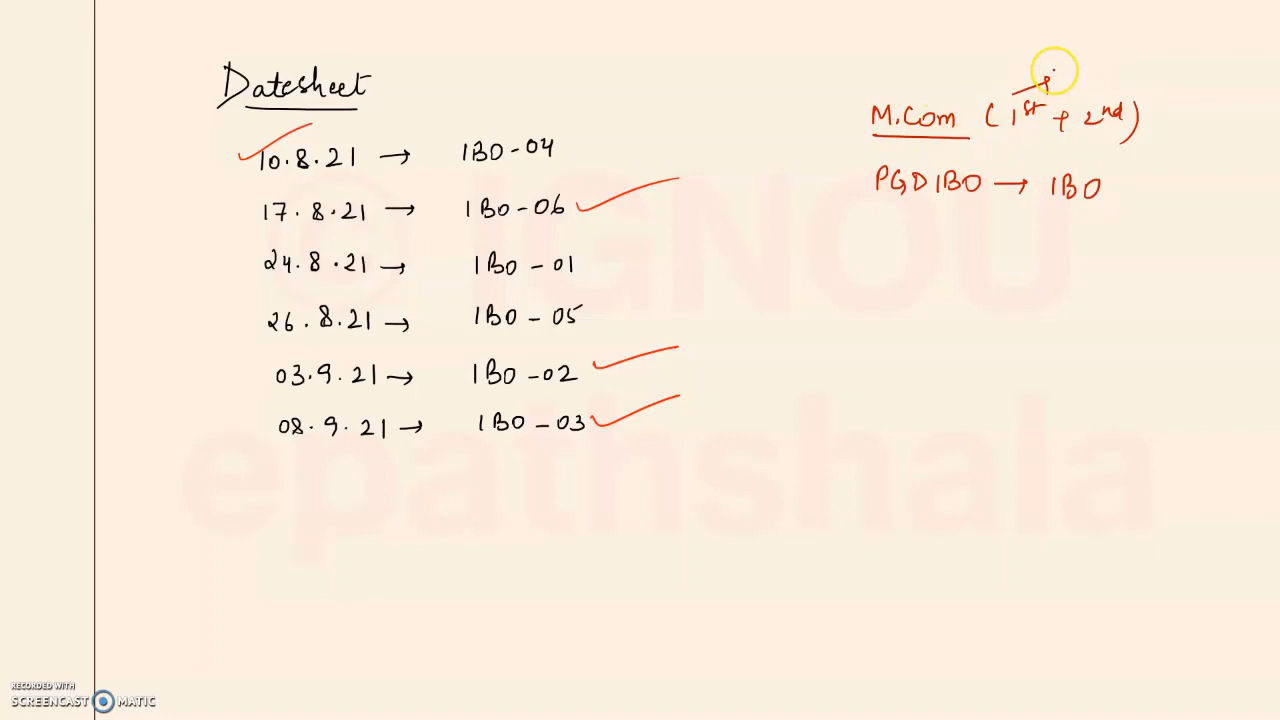 Datesheet
10.8.21 → IBO-04
17.8.21 → IBO-06
24.8.21 → IBO-01
26.8.21 → IBO-05
03.9.21 → IBO-02
08.9.21 → IBO-03
M.Com (1st + 2nd)
PGDIBO → IBO
© IGNOU
epathshala
RECORDED WITH
SCREENCAST MATIC